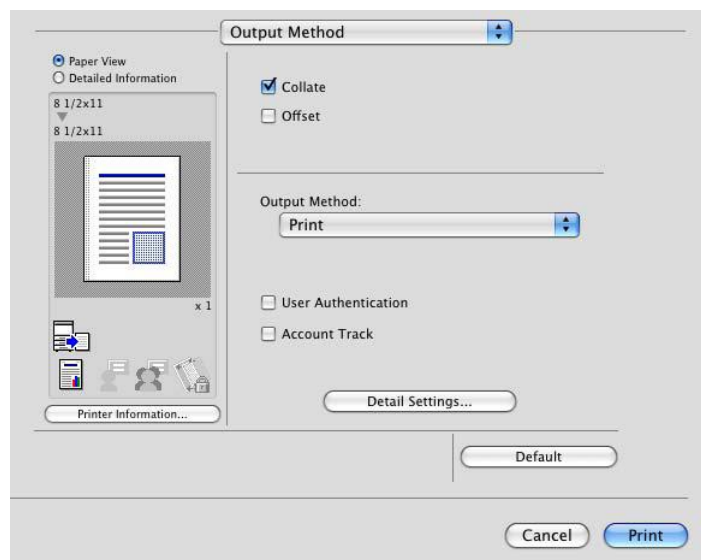 Output Method
Paper View
Detailed Information
8 1/2x11
8 1/2x11
x 1
Printer Information...
Collate
Offset
Output Method:
Print
User Authentication
Account Track
Detail Settings...
Default
Cancel
Print